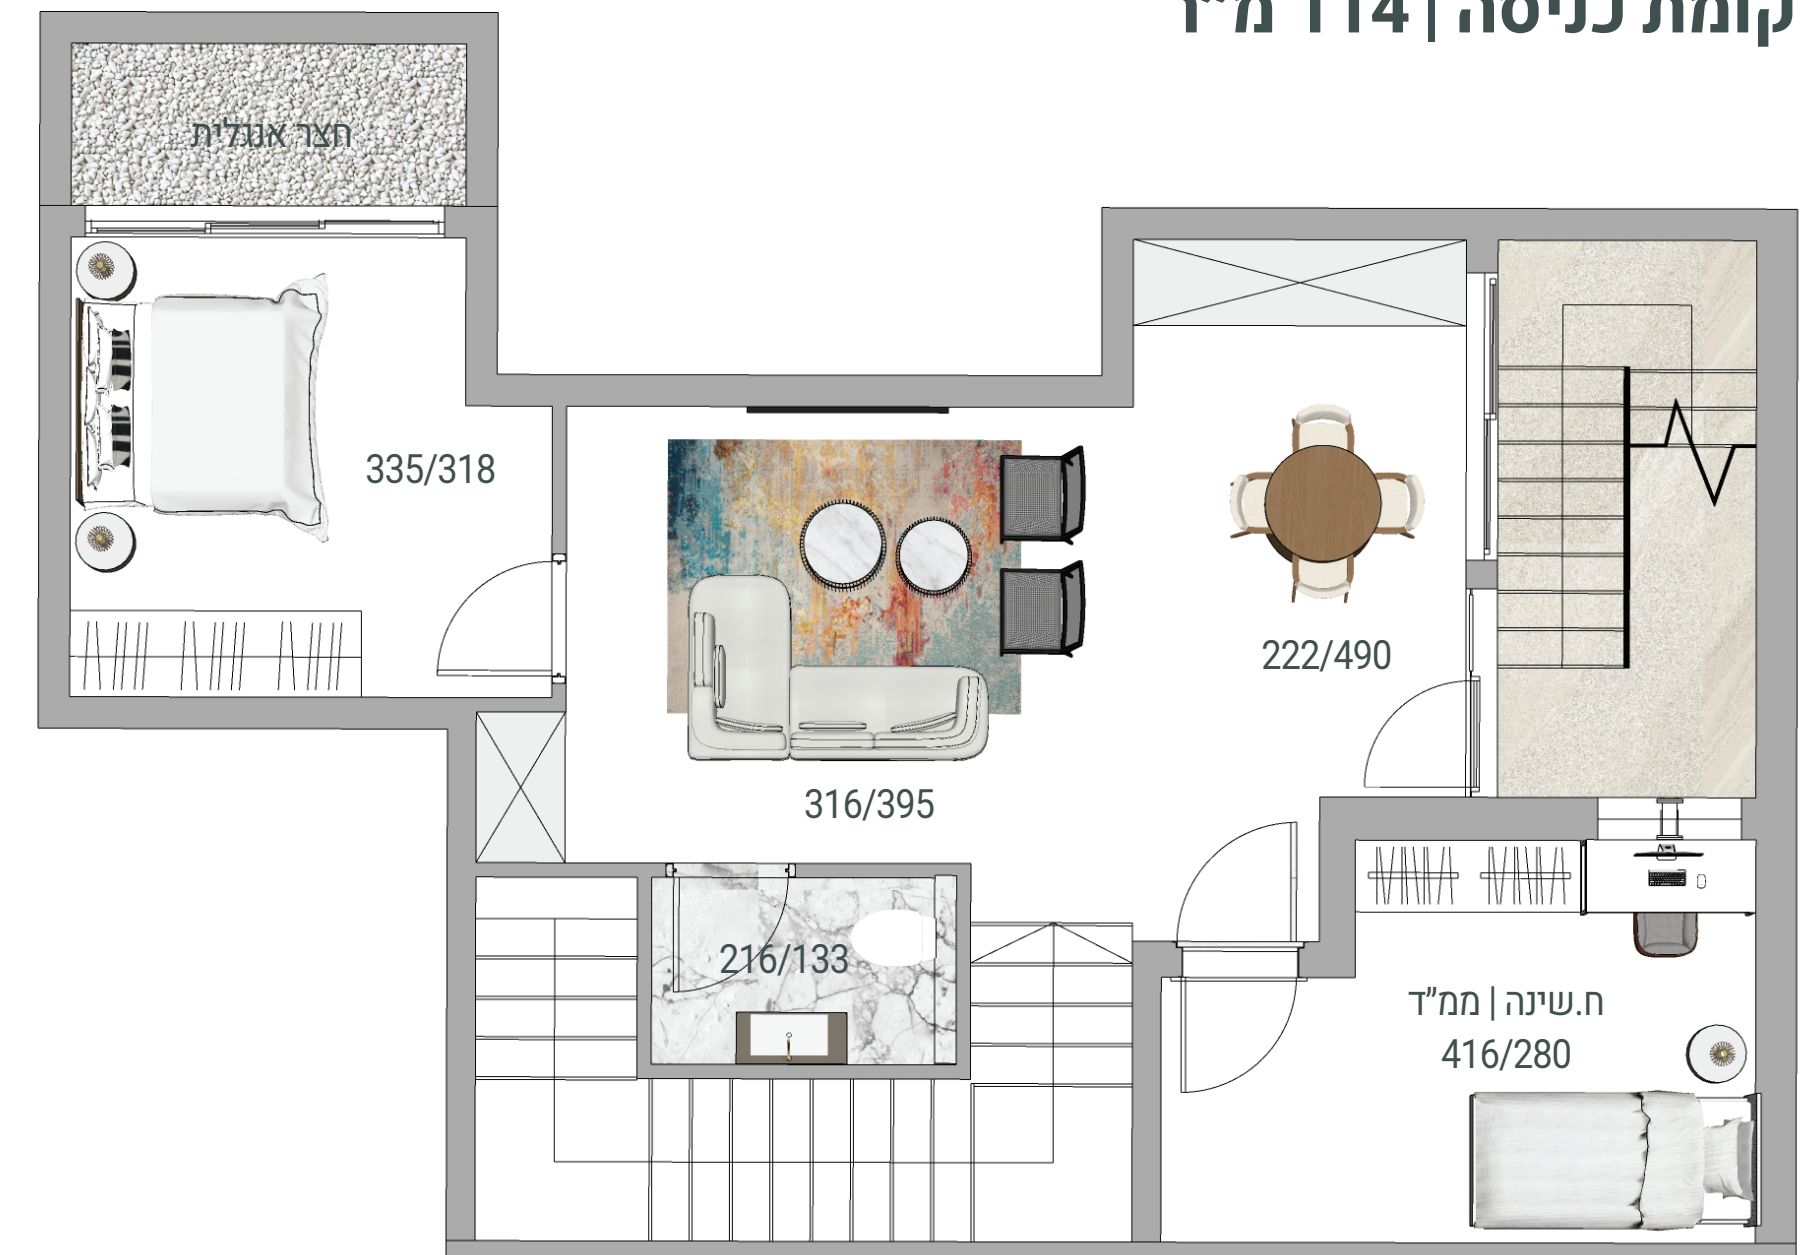 קומת כניסה | 114 מ״ר
חצר אנגלית
335/318
222/490
316/395
216/133
ח.שינה | ממ״ד
416/280